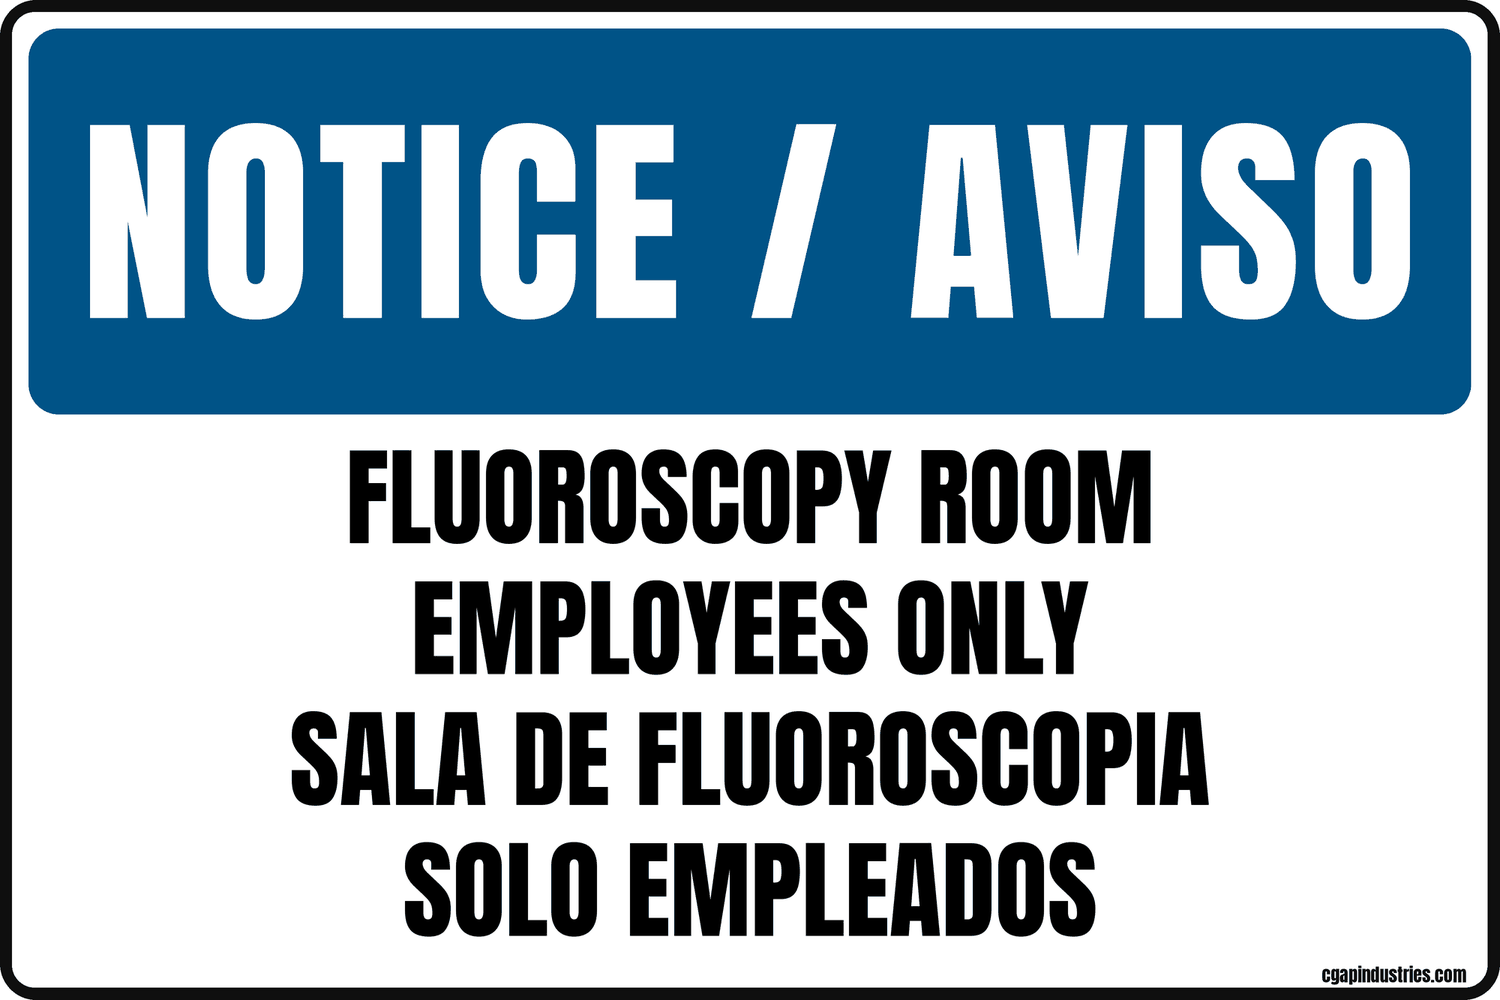 NOTICE / AVISO
FLUOROSCOPY ROOM
EMPLOYEES ONLY
SALA DE FLUOROSCOPIA
SOLO EMPLEADOS
cgapindustries.com